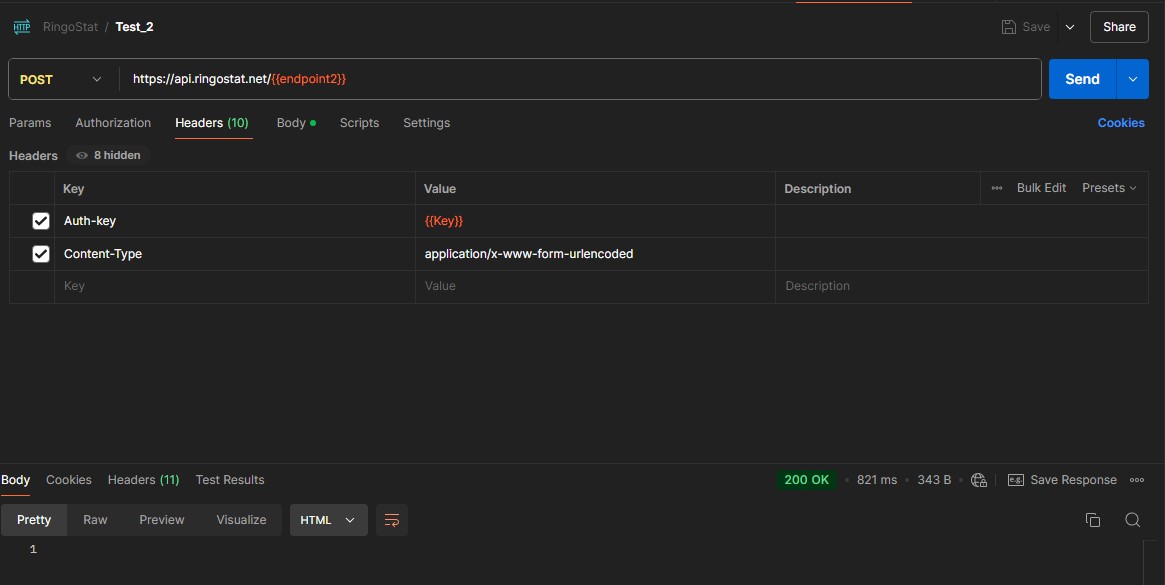 HTTP RingoStat / Test_2 Save Share
POST https://api.ringostat.net/{{endpoint2}} Send
Params Authorization Headers (10) Body Scripts Settings Cookies
Headers 8 hidden
Key Value Description Bulk Edit Presets
Auth-key {{Key}}
Content-Type application/x-www-form-urlencoded
Key Value Description
Body Cookies Headers (11) Test Results 200 OK 821 ms 343 B e.g. Save Response
Pretty Raw Preview Visualize HTML
1